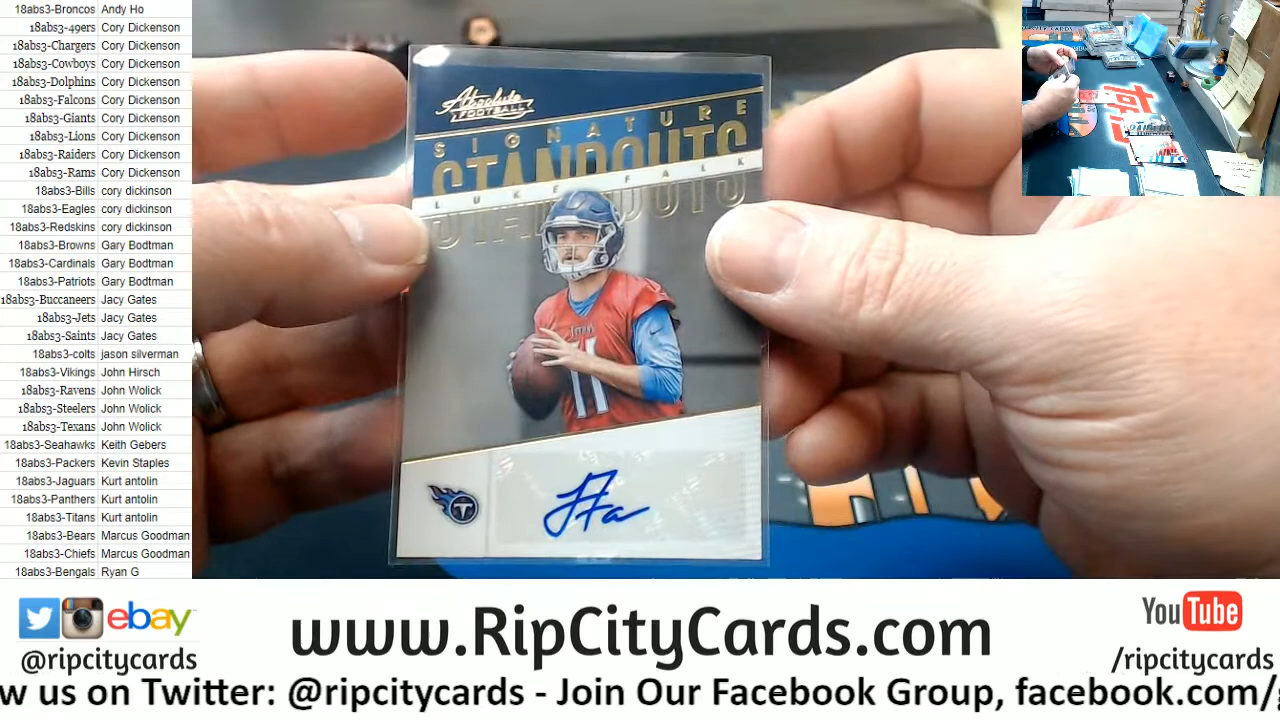 18abs3-Broncos Andy Ho
18abs3-49ers Cory Dickenson
18abs3-Chargers Cory Dickenson
18abs3-Cowboys Cory Dickenson
18abs3-Dolphins Cory Dickenson
18abs3-Falcons Cory Dickenson
18abs3-Giants Cory Dickenson
18abs3-Lions Cory Dickenson
18abs3-Raiders Cory Dickenson
18abs3-Rams Cory Dickenson
18abs3-Bills cory dickinson
18abs3-Eagles cory dickinson
18abs3-Redskins cory dickinson
18abs3-Browns Gary Bodtman
18abs3-Cardinals Gary Bodtman
18abs3-Patriots Gary Bodtman
18abs3-Buccaneers Jacy Gates
18abs3-Jets Jacy Gates
18abs3-Saints Jacy Gates
18abs3-colts jason silverman
18abs3-Vikings John Hirsch
18abs3-Ravens John Wolick
18abs3-Steelers John Wolick
18abs3-Texans John Wolick
18abs3-Seahawks Keith Gebers
18abs3-Packers Kevin Staples
18abs3-Jaguars Kurt antolin
18abs3-Panthers Kurt antolin
18abs3-Titans Kurt antolin
18abs3-Bears Marcus Goodman
18abs3-Chiefs Marcus Goodman
18abs3-Bengals Ryan G
Absolute
FOOTBALL
SIGNATURE
STANDOUTS
LUKE FALK
TITANS
11
T
ebay
@ripcitycards
www.RipCityCards.com
YouTube
/ripcitycards
w us on Twitter: @ripcitycards - Join Our Facebook Group, facebook.com/g